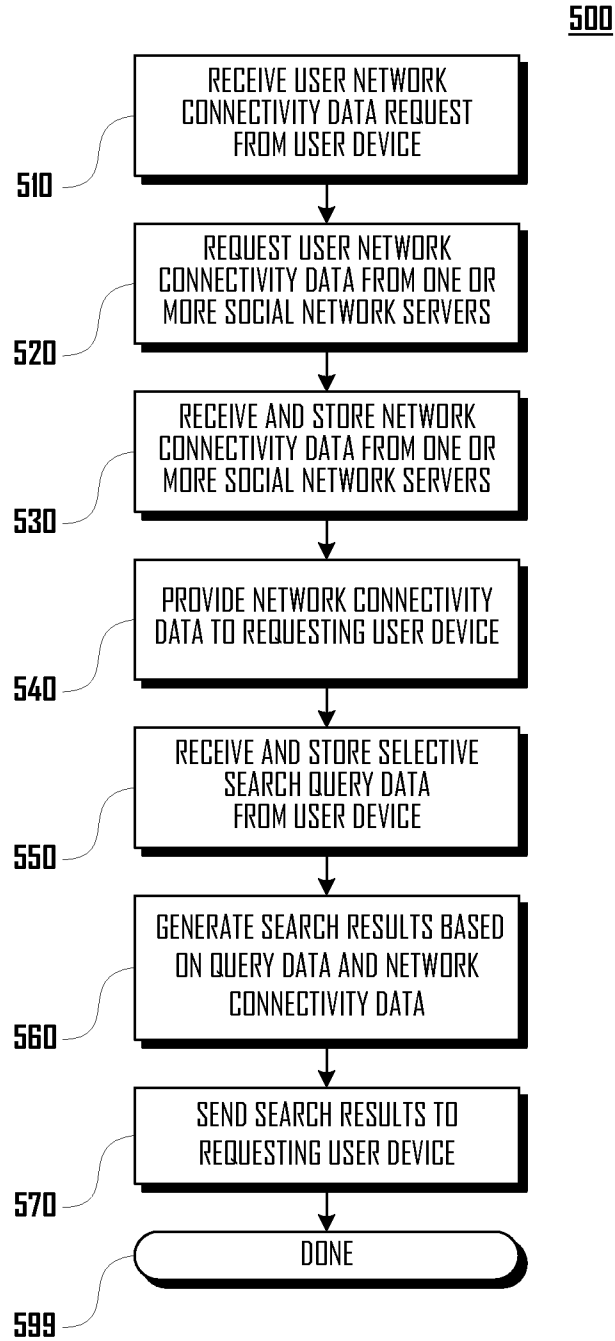 500
RECEIVE USER NETWORK
CONNECTIVITY DATA REQUEST
FROM USER DEVICE
510
REQUEST USER NETWORK
CONNECTIVITY DATA FROM ONE OR
MORE SOCIAL NETWORK SERVERS
520
RECEIVE AND STORE NETWORK
CONNECTIVITY DATA FROM ONE OR
MORE SOCIAL NETWORK SERVERS
530
PROVIDE NETWORK CONNECTIVITY
DATA TO REQUESTING USER DEVICE
540
RECEIVE AND STORE SELECTIVE
SEARCH QUERY DATA
FROM USER DEVICE
550
GENERATE SEARCH RESULTS BASED
ON QUERY DATA AND NETWORK
CONNECTIVITY DATA
560
SEND SEARCH RESULTS TO
REQUESTING USER DEVICE
570
DONE
599